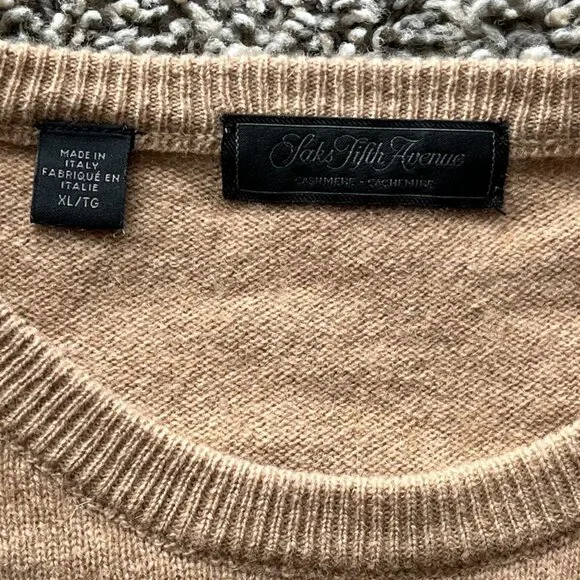 MADE IN
ITALY
FABRIQUÉ EN
ITALIE
XL/TG
Saks Fifth Avenue
CASHMERE - CACHEMIRE